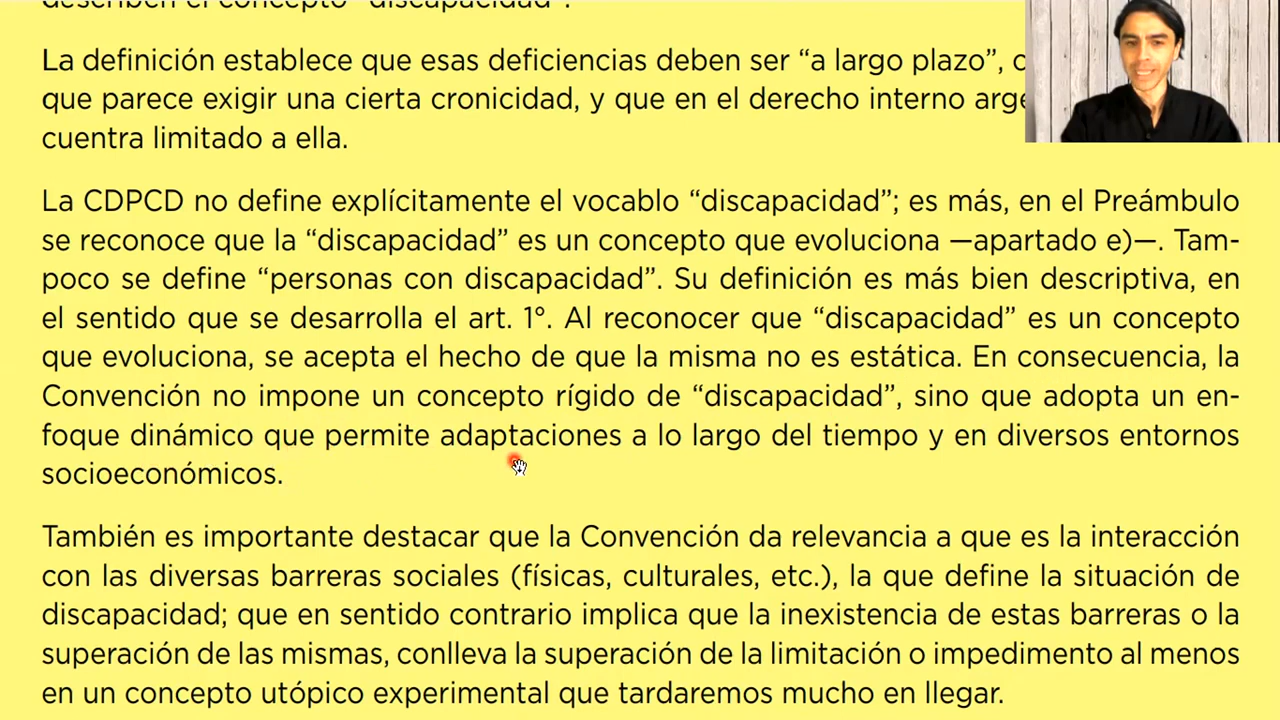 describen el concepto “discapacidad”.
La definición establece que esas deficiencias deben ser “a largo plazo”,
que parece exigir una cierta cronicidad, y que en el derecho interno arge
cuentra limitado a ella.
La CDPCD no define explícitamente el vocablo “discapacidad”; es más, en el Preámbulo
se reconoce que la “discapacidad” es un concepto que evoluciona —apartado e)—. Tam-
poco se define “personas con discapacidad”. Su definición es más bien descriptiva, en
el sentido que se desarrolla el art. 1°. Al reconocer que “discapacidad” es un concepto
que evoluciona, se acepta el hecho de que la misma no es estática. En consecuencia, la
Convención no impone un concepto rígido de “discapacidad”, sino que adopta un en-
foque dinámico que permite adaptaciones a lo largo del tiempo y en diversos entornos
socioeconómicos.
También es importante destacar que la Convención da relevancia a que es la interacción
con las diversas barreras sociales (físicas, culturales, etc.), la que define la situación de
discapacidad; que en sentido contrario implica que la inexistencia de estas barreras o la
superación de las mismas, conlleva la superación de la limitación o impedimento al menos
en un concepto utópico experimental que tardaremos mucho en llegar.